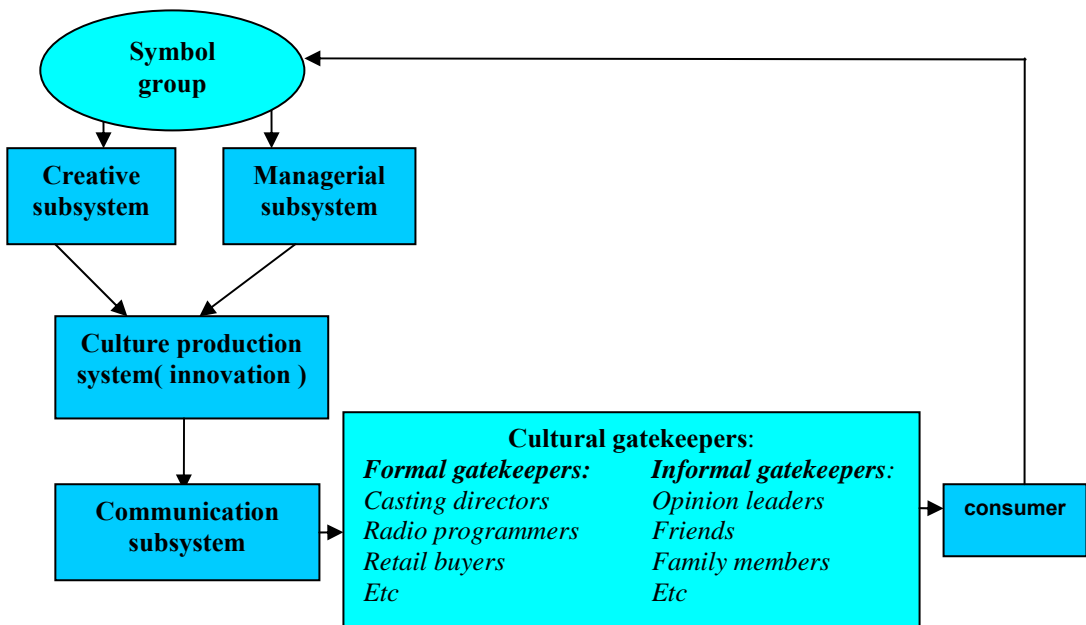 Symbol
group
Creative
subsystem
Managerial
subsystem
Culture production
system( innovation )
Communication
subsystem
Cultural gatekeepers:
Formal gatekeepers:
Casting directors
Radio programmers
Retail buyers
Etc
Informal gatekeepers:
Opinion leaders
Friends
Family members
Etc
consumer